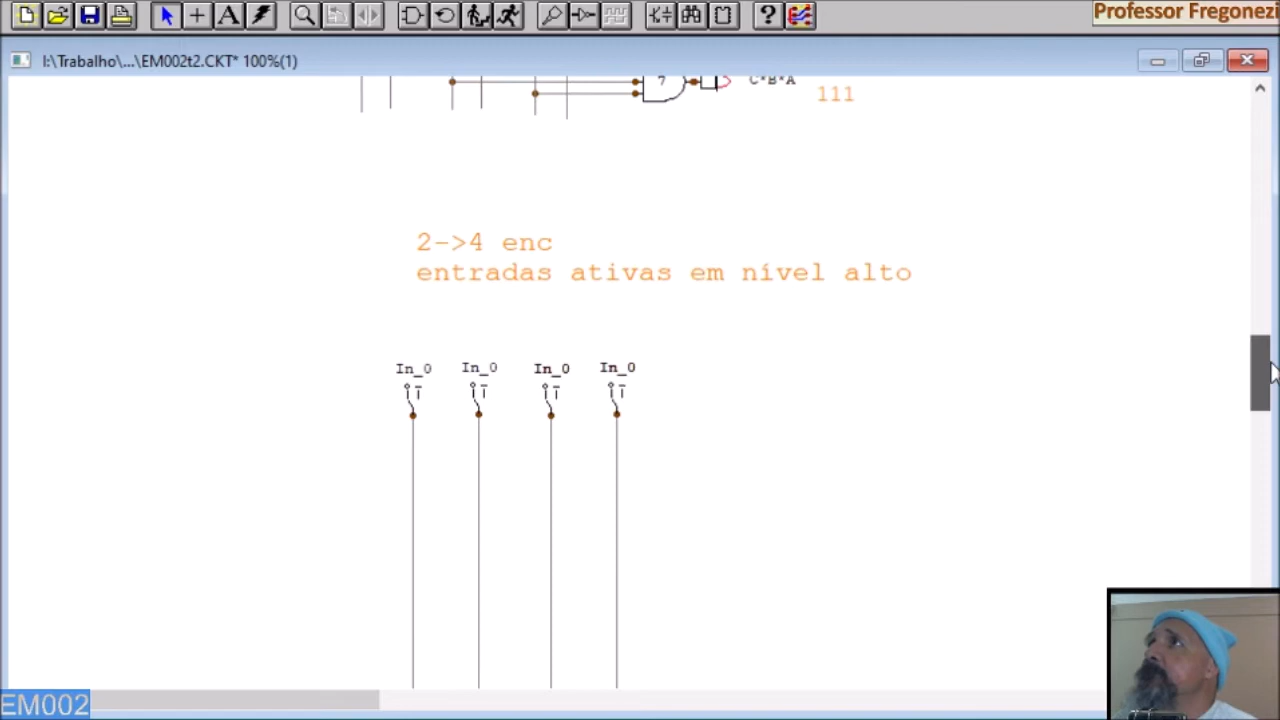 Professor Fregonezi
I:\Trabalho\...\EM002t2.CKT* 100%(1)
7
C*B*A
111
2->4 enc
entradas ativas em nível alto
In_0 In_0 In_0 In_0
EM002